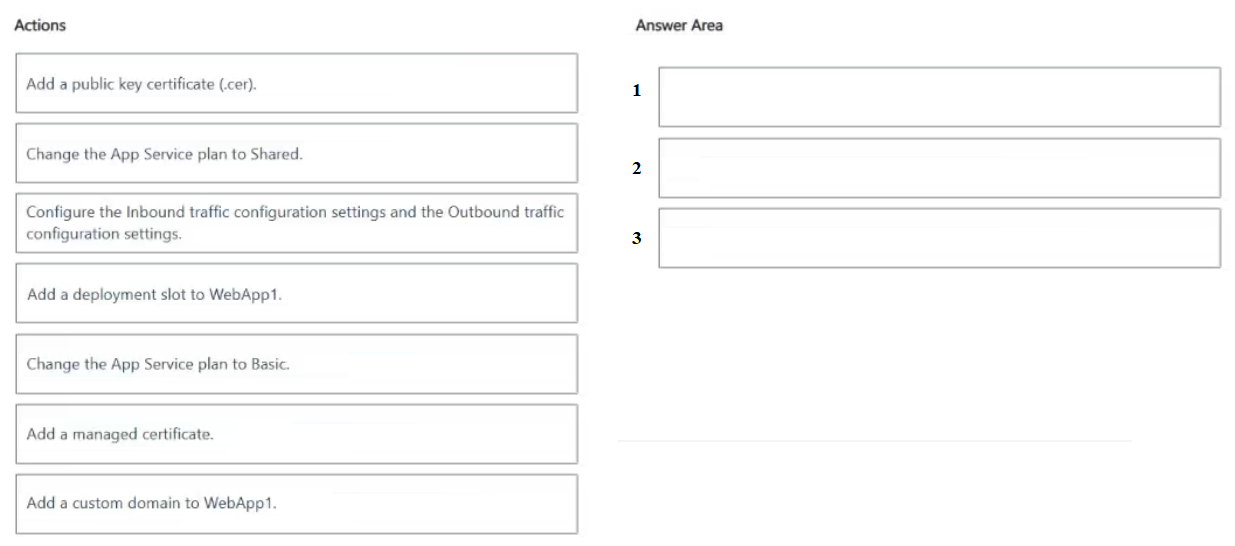 Actions
Add a public key certificate (.cer).
Change the App Service plan to Shared.
Configure the Inbound traffic configuration settings and the Outbound traffic
configuration settings.
Add a deployment slot to WebApp1.
Change the App Service plan to Basic.
Add a managed certificate.
Add a custom domain to WebApp1.
Answer Area
1
2
3